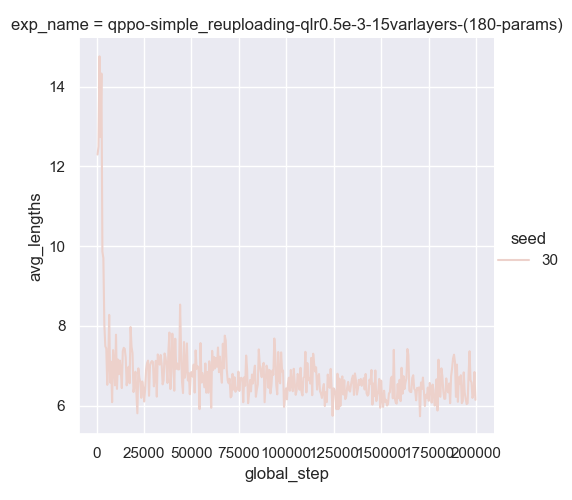 exp_name = qppo-simple_reuploading-qlr0.5e-3-15varlayers-(180-params)
14
12
10
8
6
avg_lengths
seed
30
0 25000 50000 75000 100000 125000 150000 175000 200000
global_step